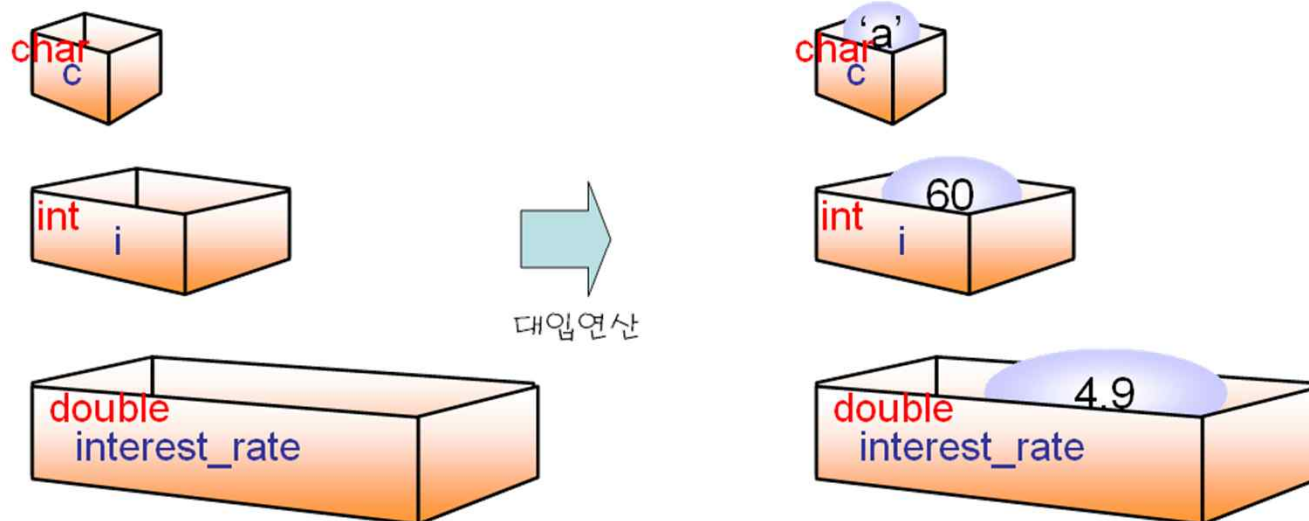 char
c
int
i
double
interest_rate
대입연산
‘a’
char
c
60
int
i
4.9
double
interest_rate